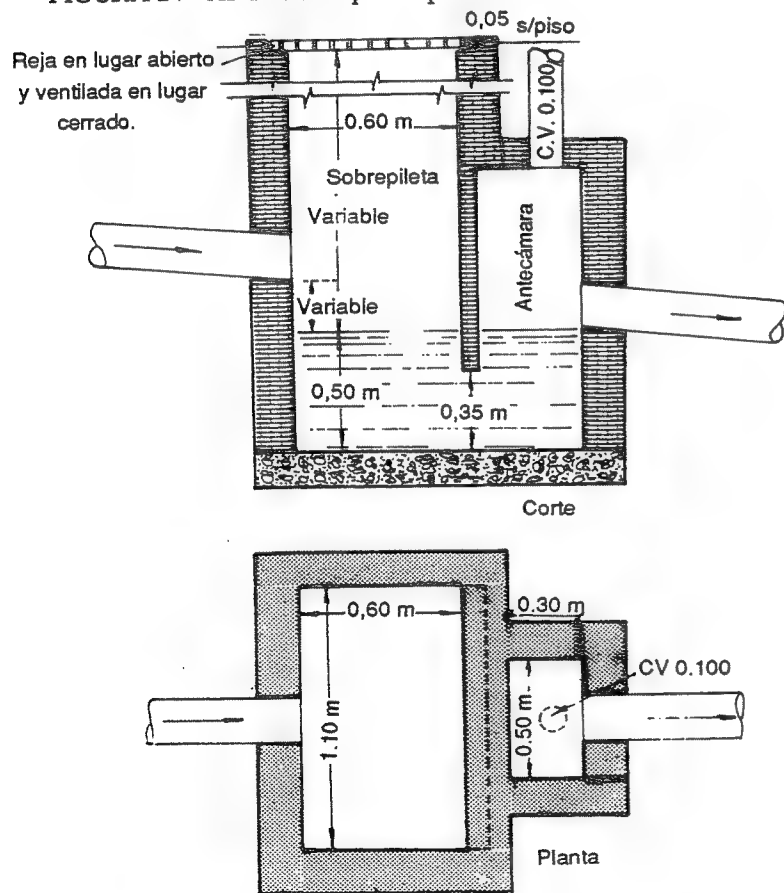 0,05 s/piso
Reja en lugar abierto
y ventilada en lugar
cerrado.
C.V. 0.100
0.60 m
Sobrepileta
Variable
Antecámara
Variable
0,50 m
0,35 m
Corte
0,60 m
0.30 m
CV 0.100
1.10 m
0.50 m
Planta